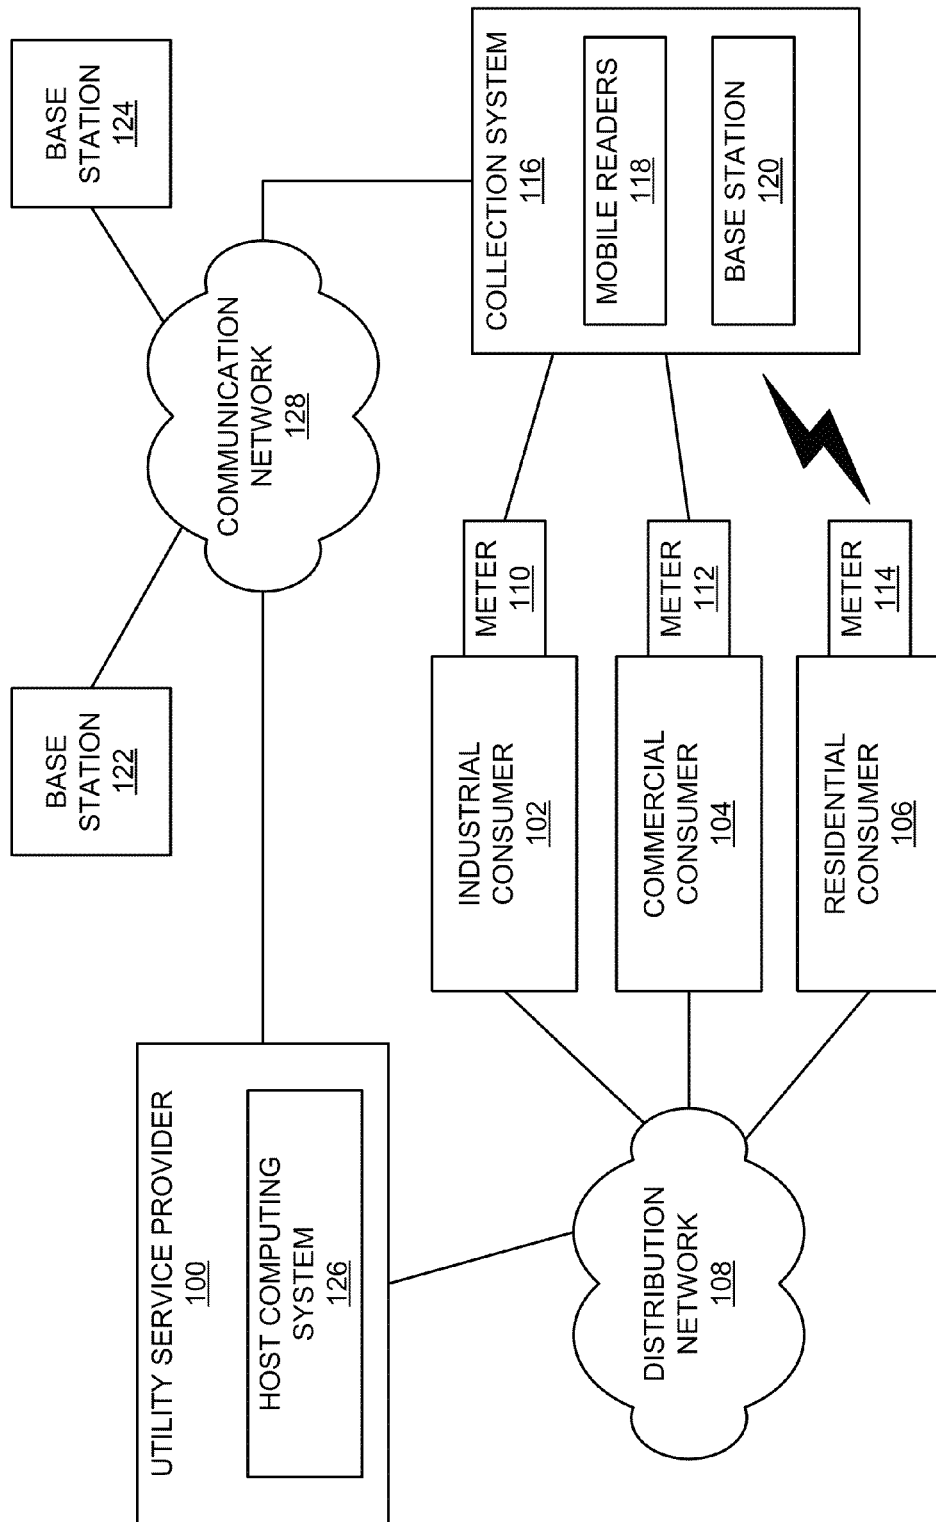 UTILITY SERVICE PROVIDER
100
HOST COMPUTING
SYSTEM
126
BASE
STATION
122
BASE
STATION
124
COMMUNICATION
NETWORK
128
DISTRIBUTION
NETWORK
108
INDUSTRIAL
CONSUMER
102
METER
110
COMMERCIAL
CONSUMER
104
METER
112
RESIDENTIAL
CONSUMER
106
METER
114
COLLECTION SYSTEM
116
MOBILE READERS
118
BASE STATION
120